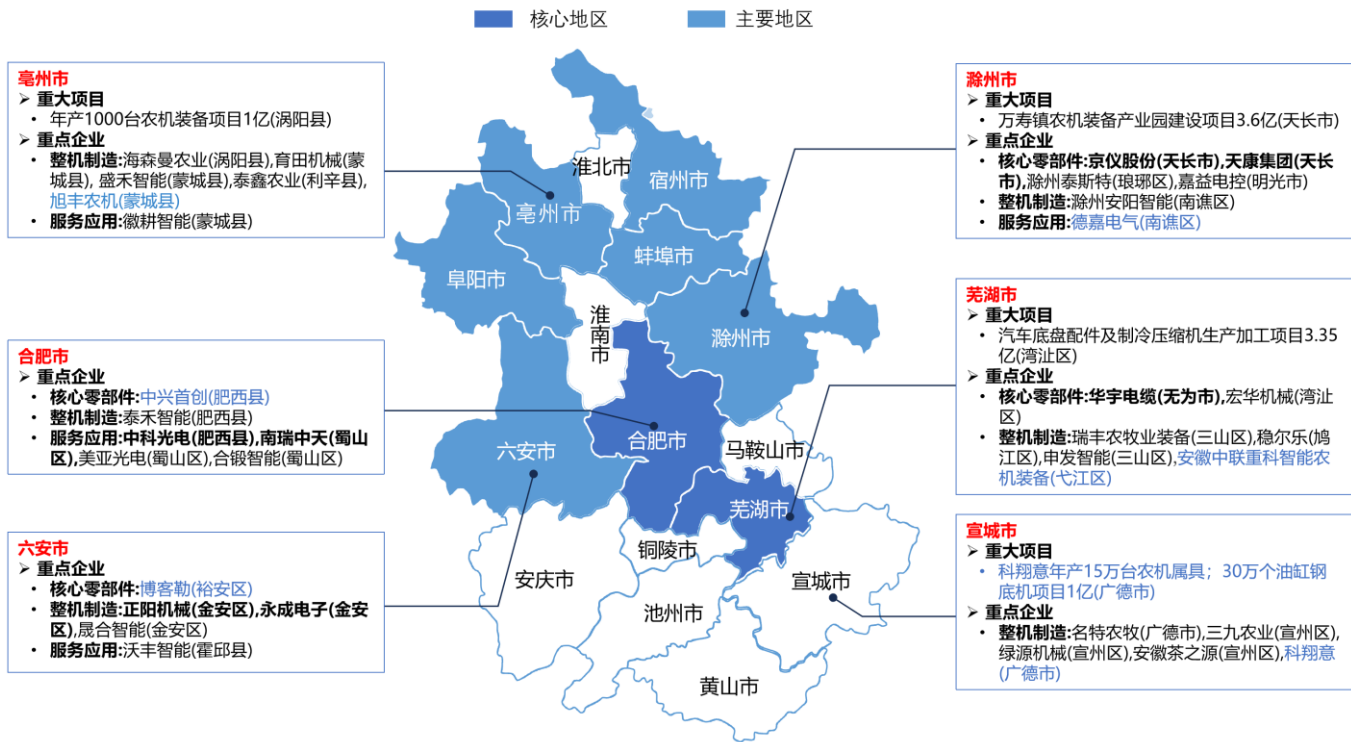 核心地区
主要地区
亳州市
➢ 重大项目
• 年产1000台农机装备项目1亿(涡阳县)
➢ 重点企业
• 整机制造:海森曼农业(涡阳县),育田机械(蒙
城县), 盛禾智能(蒙城县),泰鑫农业(利辛县),
旭丰农机(蒙城县)
• 服务应用:徽耕智能(蒙城县)
合肥市
➢ 重点企业
• 核心零部件:中兴首创(肥西县)
• 整机制造:泰禾智能(肥西县)
• 服务应用:中科光电(肥西县),南瑞中天(蜀山
区),美亚光电(蜀山区),合锻智能(蜀山区)
六安市
➢ 重点企业
• 核心零部件:博客勒(裕安区)
• 整机制造:正阳机械(金安区),永成电子(金安
区),晟合智能(金安区)
• 服务应用:沃丰智能(霍邱县)
淮北市
宿州市
亳州市
蚌埠市
阜阳市
淮南市
滁州市
合肥市
六安市
马鞍山市
芜湖市
铜陵市
安庆市
宣城市
池州市
黄山市
滁州市
➢ 重大项目
• 万寿镇农机装备产业园建设项目3.6亿(天长市)
➢ 重点企业
• 核心零部件:京仪股份(天长市),天康集团(天长
市),滁州泰斯特(琅琊区),嘉益电控(明光市)
• 整机制造:滁州安阳智能(南谯区)
• 服务应用:德嘉电气(南谯区)
芜湖市
➢ 重大项目
• 汽车底盘配件及制冷压缩机生产加工项目3.35
亿(湾沚区)
➢ 重点企业
• 核心零部件:华宇电缆(无为市),宏华机械(湾沚
区)
• 整机制造:瑞丰农牧业装备(三山区),稳尔乐(鸠
江区),申发智能(三山区),安徽中联重科智能农
机装备(弋江区)
宣城市
➢ 重大项目
• 科翔意年产15万台农机属具；30万个油缸钢
底机项目1亿(广德市)
➢ 重点企业
• 整机制造:名特农牧(广德市),三九农业(宣州区),
绿源机械(宣州区),安徽茶之源(宣州区),科翔意
(广德市)